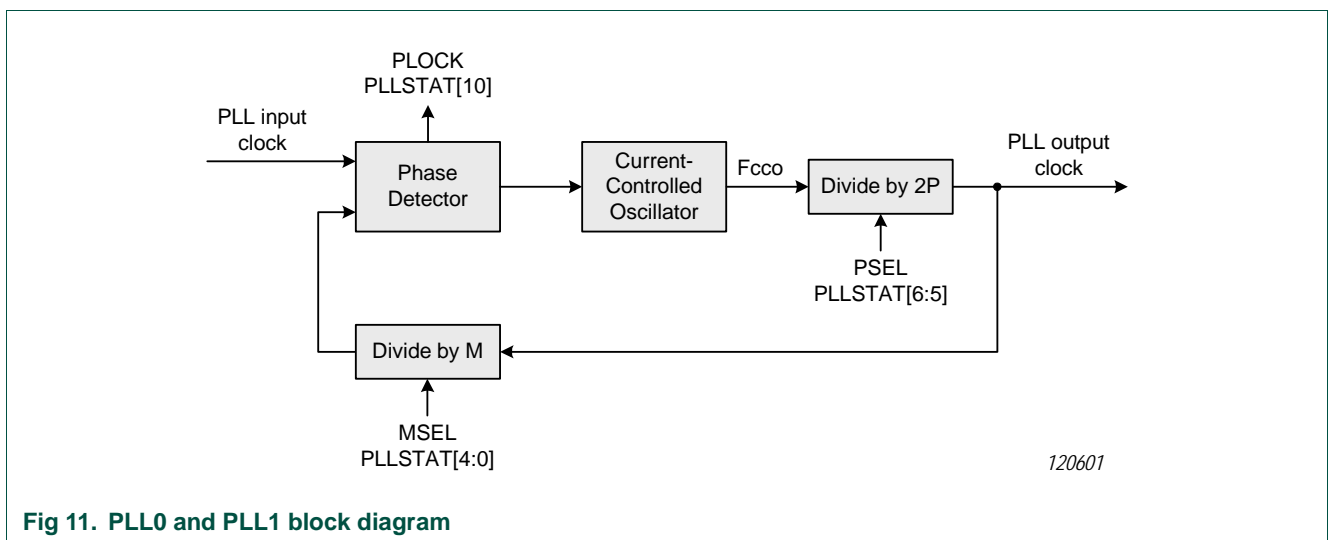 PLOCK
PLLSTAT[10]
PLL input
clock
Phase
Detector
Current-
Controlled
Oscillator
Fcco
Divide by 2P
PLL output
clock
PSEL
PLLSTAT[6:5]
Divide by M
MSEL
PLLSTAT[4:0]
120601
Fig 11. PLL0 and PLL1 block diagram